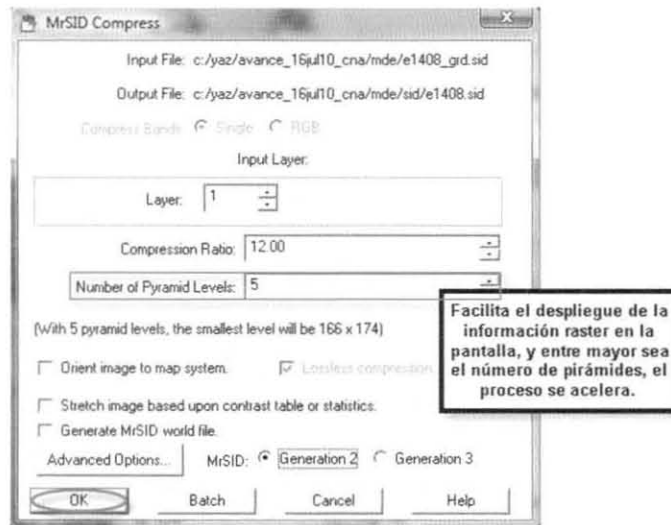 MrSID Compress
Input File: c:/yaz/avance_16jul10_cna/mde/e1408_grd.sid
Output File: c:/yaz/avance_16jul10_cna/mde/sid/e1408.sid
Compress Bands: Single RGB
Input Layer:
Layer: 1
Compression Ratio: 12.00
Number of Pyramid Levels: 5
(With 5 pyramid levels, the smallest level will be 166 x 174)
Facilita el despliegue de la
información raster en la
pantalla, y entre mayor sea
el número de pirámides, el
proceso se acelera.
Orient image to map system. Lossless compression
Stretch image based upon contrast table or statistics.
Generate MrSID world file.
Advanced Options... MrSID: Generation 2 Generation 3
OK Batch Cancel Help